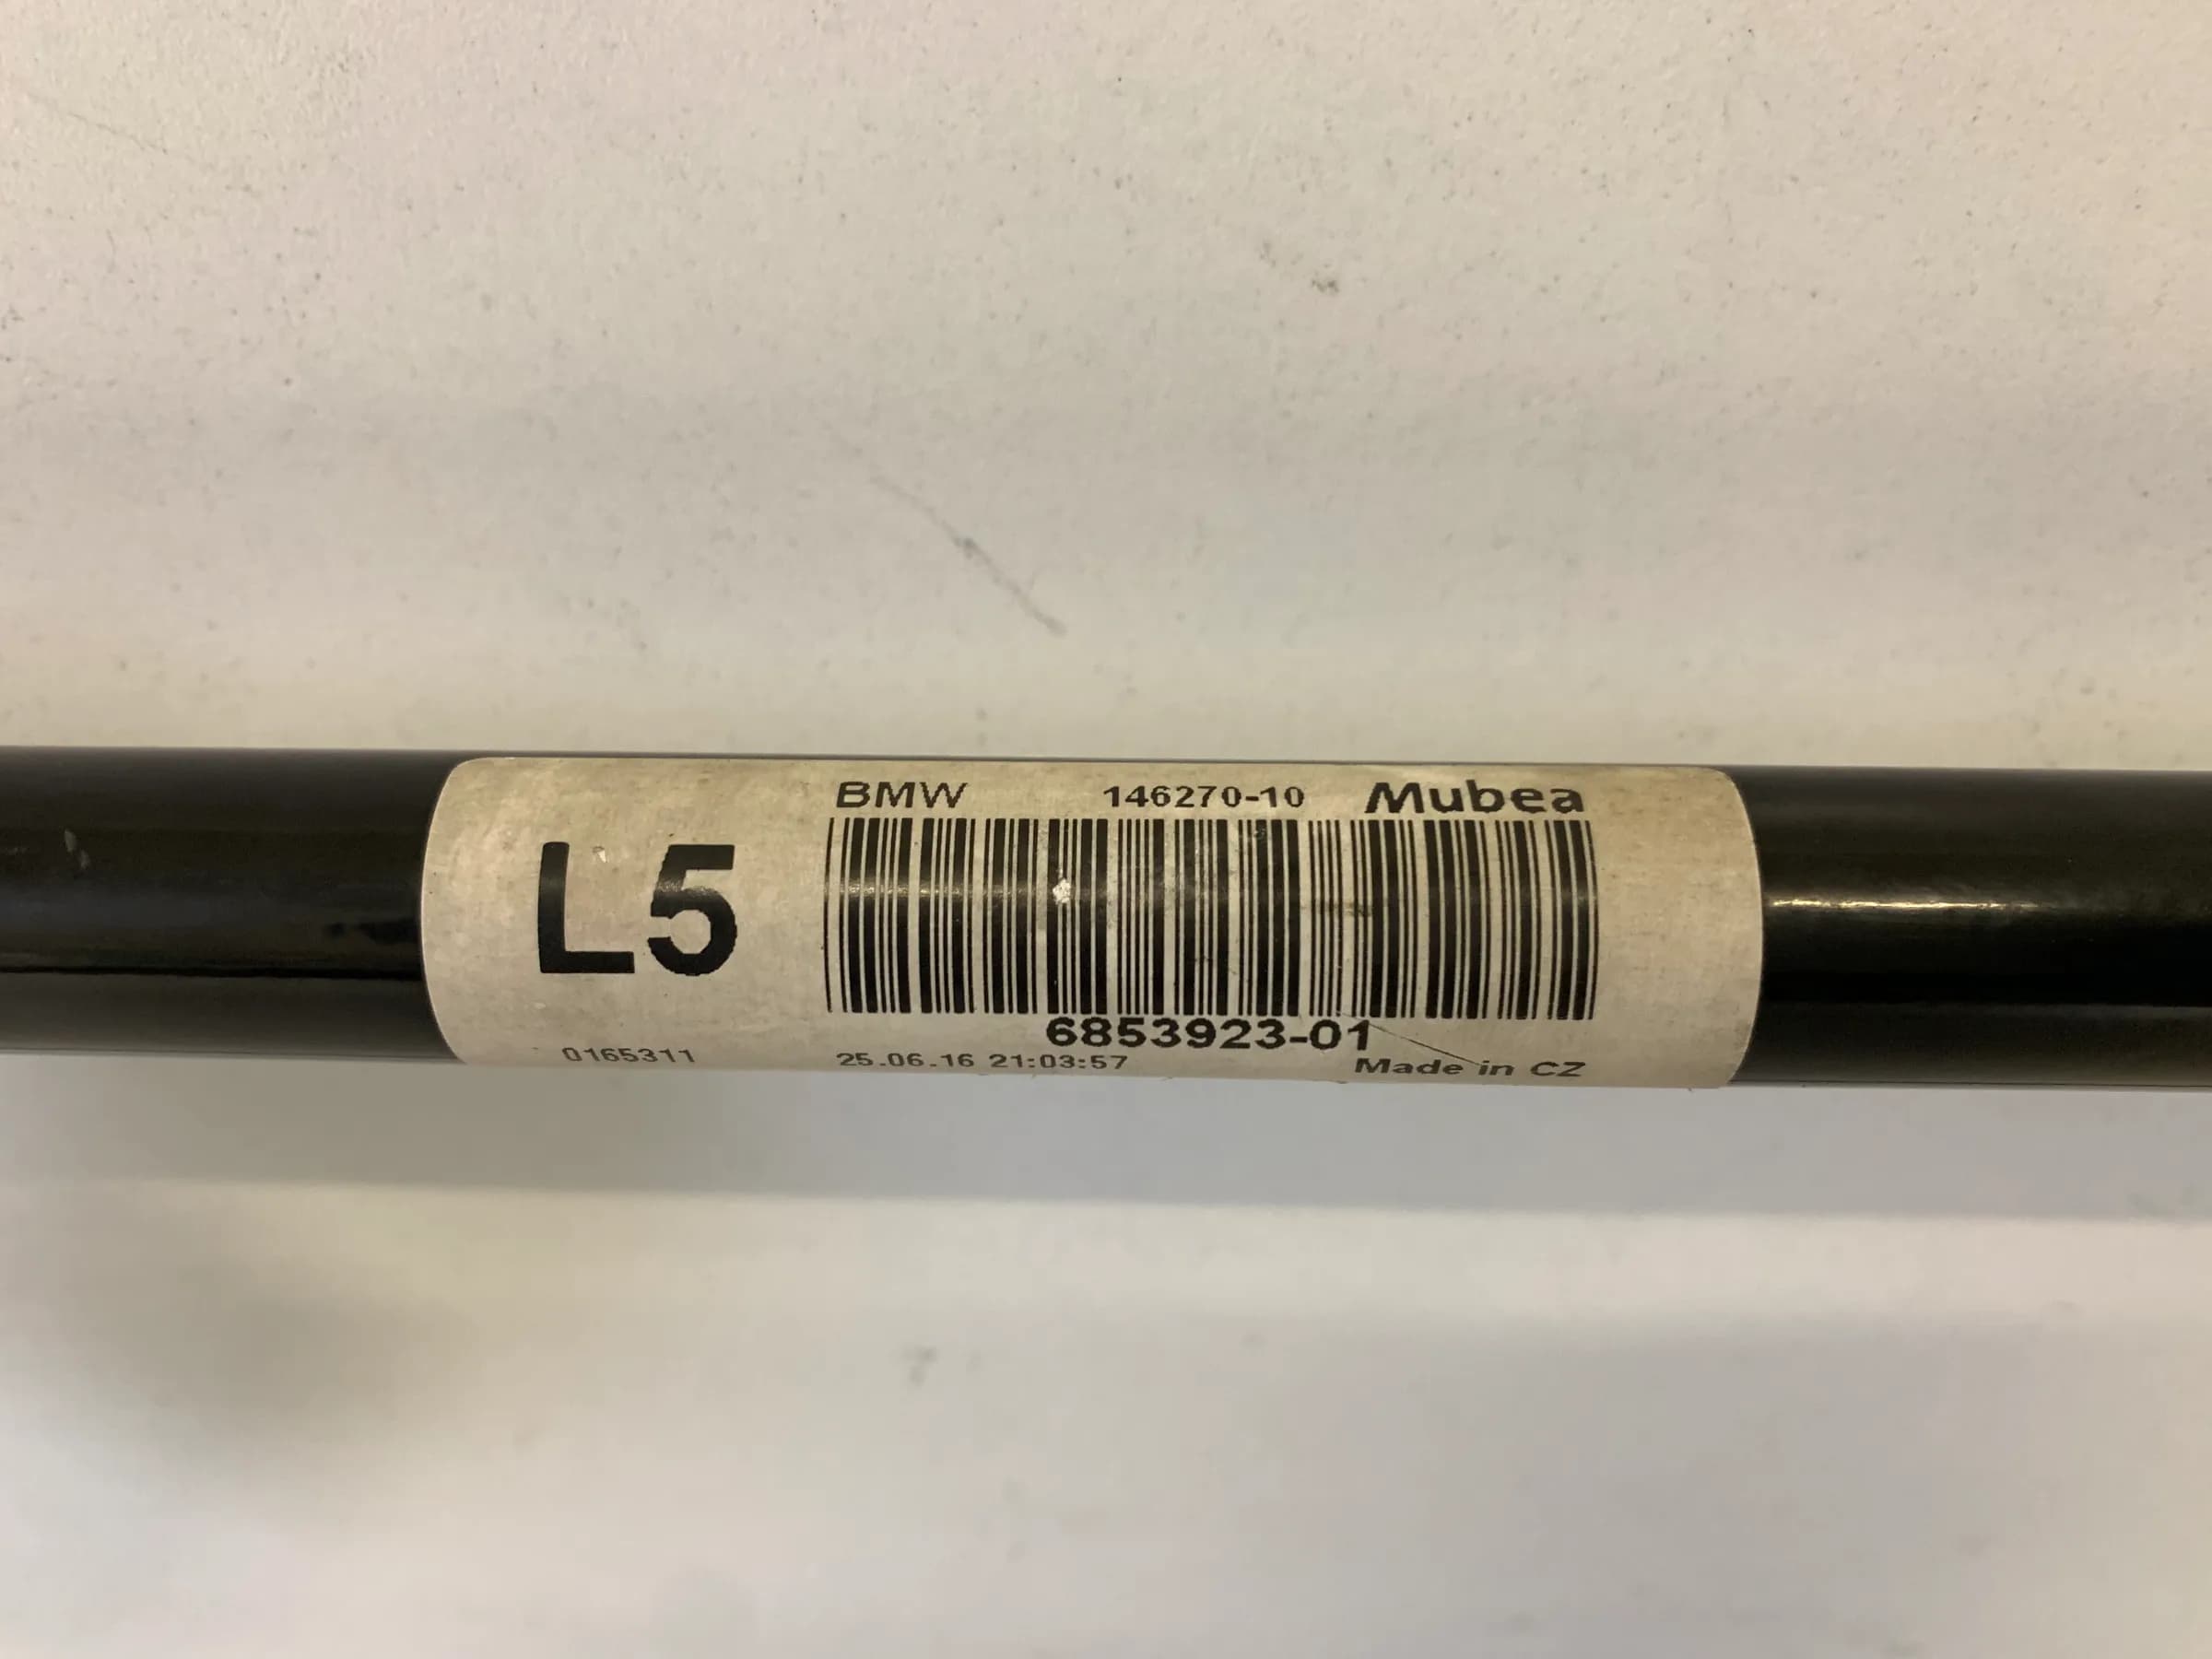 BMW 146270-10 Mubea
L5
6853923-01
0165311 25.06.16 21:03:57 Made in CZ